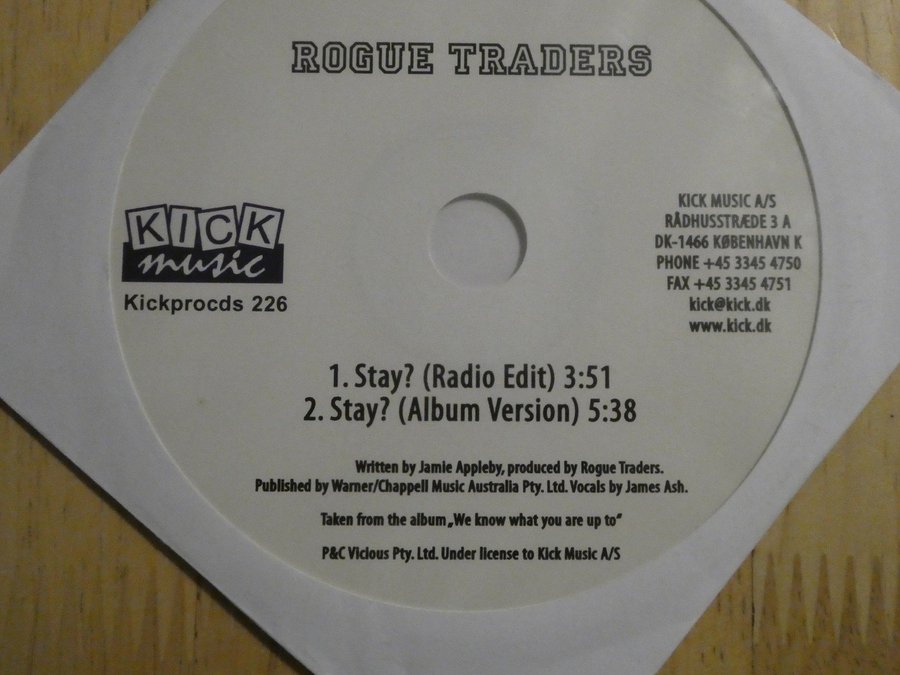 ROGUE TRADERS
KICK
music
Kickprocds 226
KICK MUSIC A/S
RÅDHUSSTRÆDE 3 A
DK-1466 KØBENHAVN K
PHONE +45 3345 4750
FAX +45 3345 4751
kick@kick.dk
www.kick.dk
1. Stay? (Radio Edit) 3:51
2. Stay? (Album Version) 5:38
Written by Jamie Appleby, produced by Rogue Traders.
Published by Warner/Chappell Music Australia Pty. Ltd. Vocals by James Ash.
Taken from the album „We know what you are up to“
P&C Vicious Pty. Ltd. Under license to Kick Music A/S